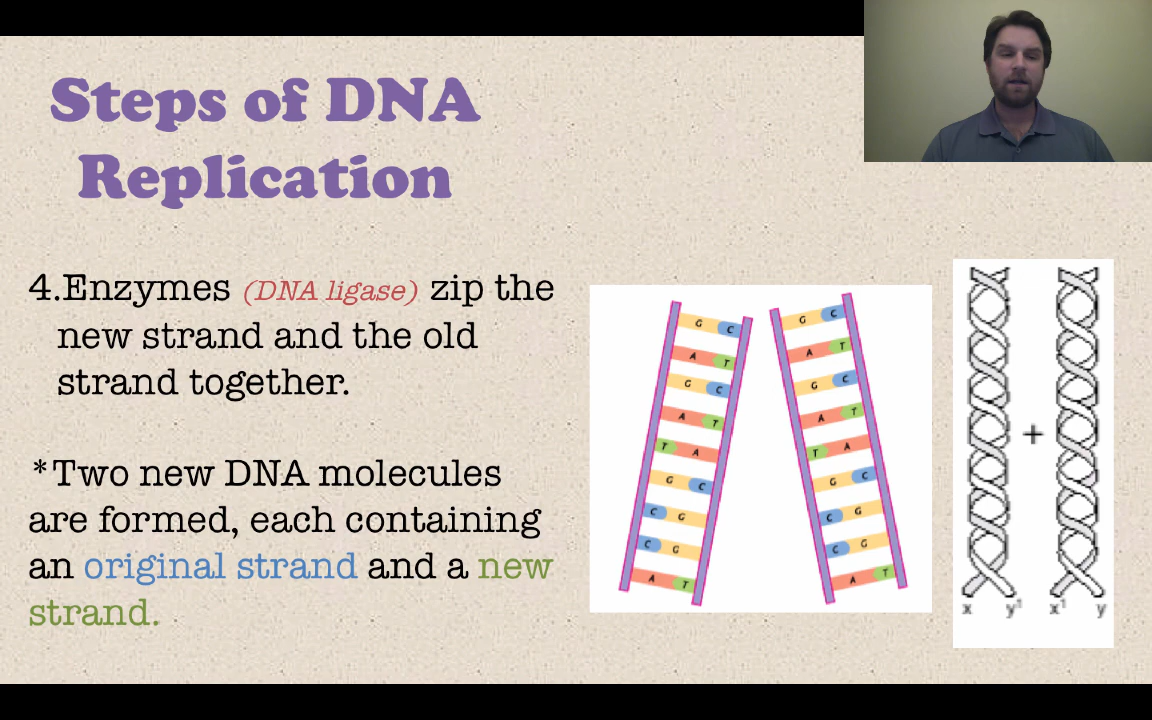 Steps of DNA
Replication
4.Enzymes (DNA ligase) zip the
new strand and the old
strand together.
*Two new DNA molecules
are formed, each containing
an original strand and a new
strand.
G C
A T
G C
A T
T A
G C
C G
C G
A T
G C
A T
G C
A T
T A
G C
C G
C G
A T
+
x y¹ x¹ y